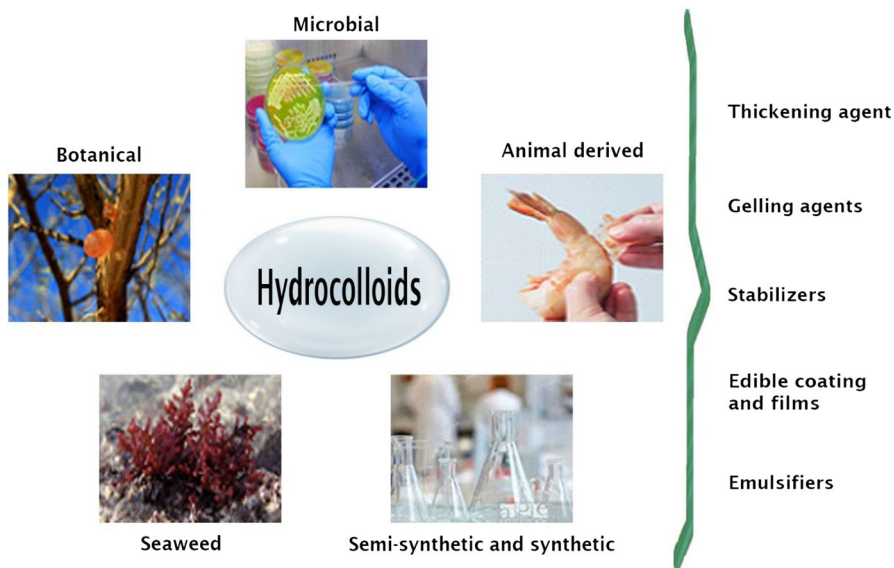 Microbial
Botanical
Animal derived
Hydrocolloids
Seaweed
Semi-synthetic and synthetic
Thickening agent
Gelling agents
Stabilizers
Edible coating
and films
Emulsifiers